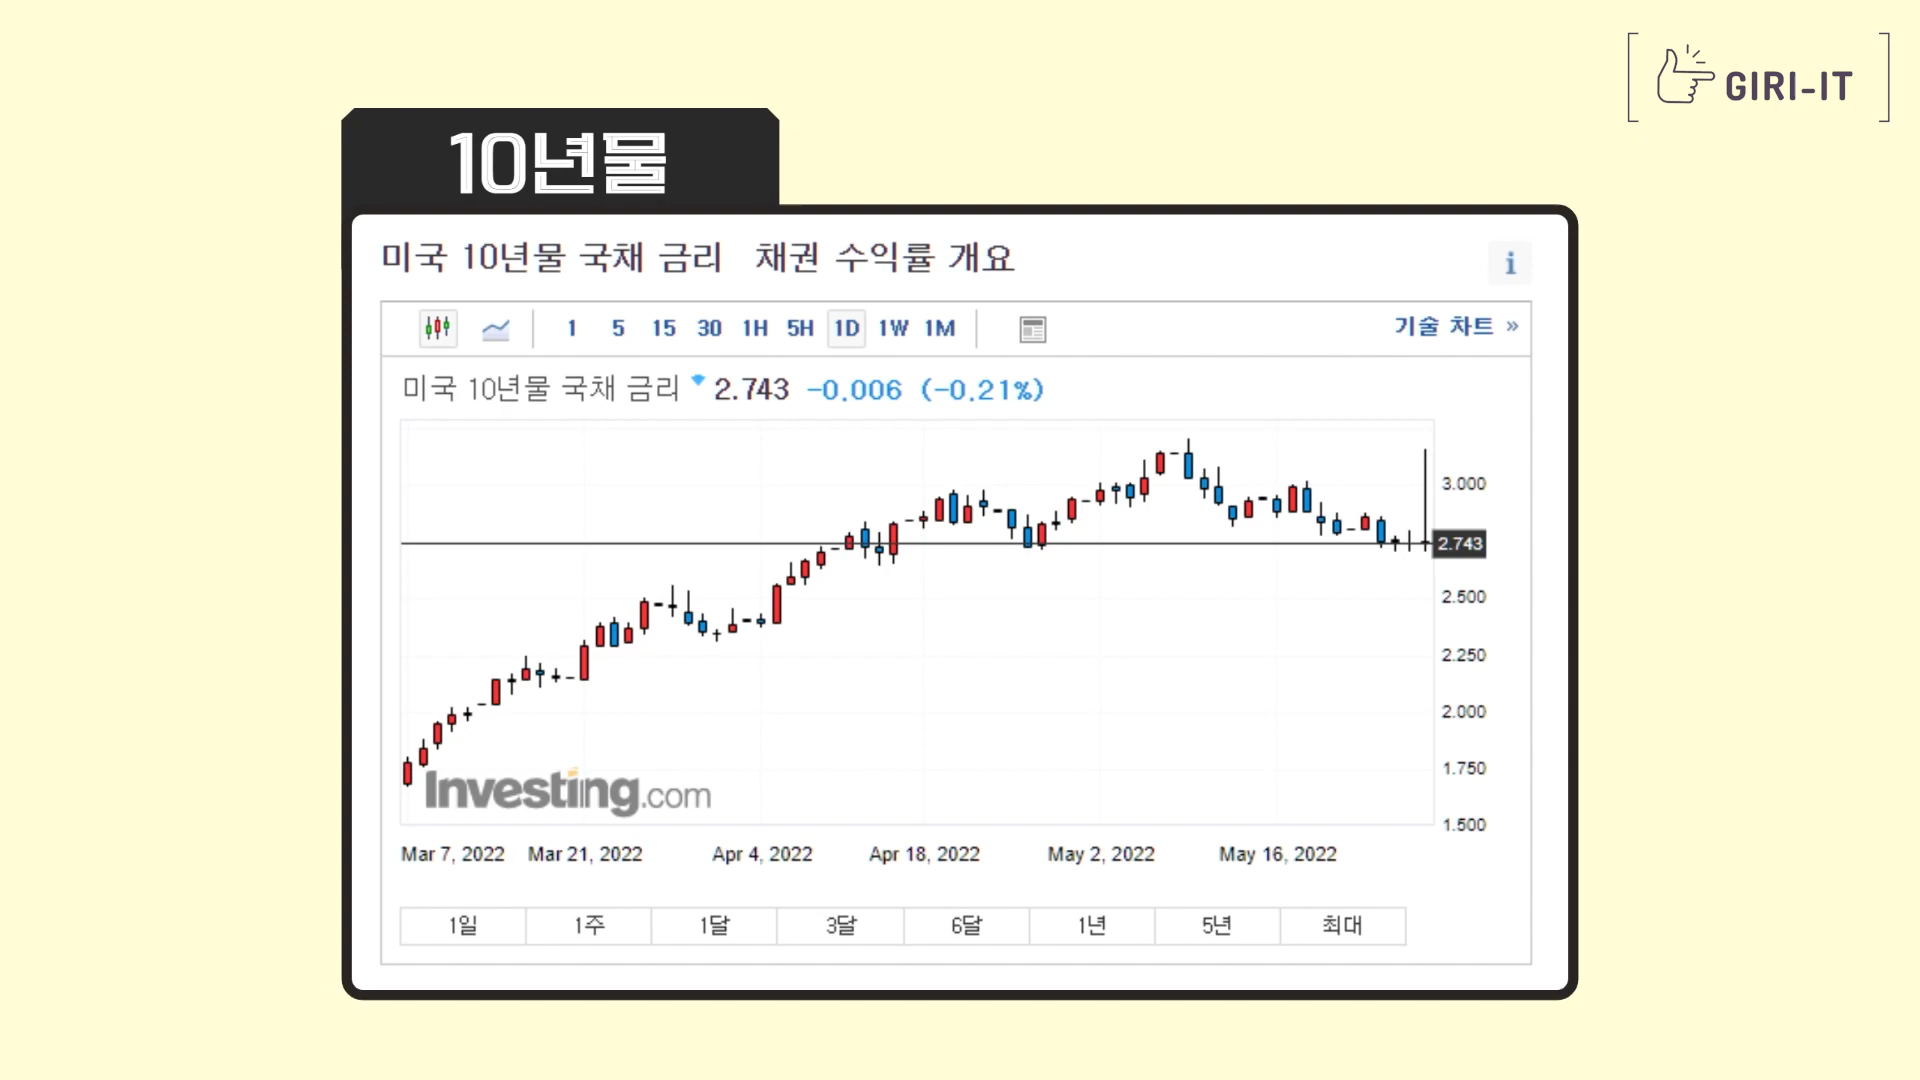 GIRI-IT
10년물
미국 10년물 국채 금리 채권 수익률 개요
i
1 5 15 30 1H 5H 1D 1W 1M
기술 차트 »
미국 10년물 국채 금리 2.743 -0.006 (-0.21%)
3.000
2.743
2.500
2.250
2.000
1.750
1.500
Investing.com
Mar 7, 2022 Mar 21, 2022 Apr 4, 2022 Apr 18, 2022 May 2, 2022 May 16, 2022
1일 1주 1달 3달 6달 1년 5년 최대